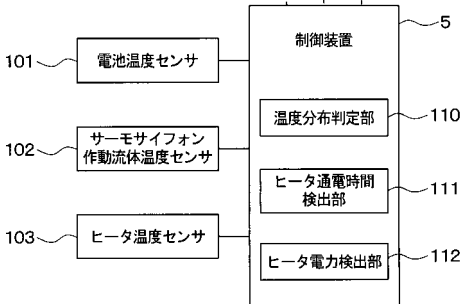 5
制御装置
101
電池温度センサ
温度分布判定部
110
102
サーモサイフォン
作動流体温度センサ
ヒータ通電時間
検出部
111
103
ヒータ温度センサ
ヒータ電力検出部
112